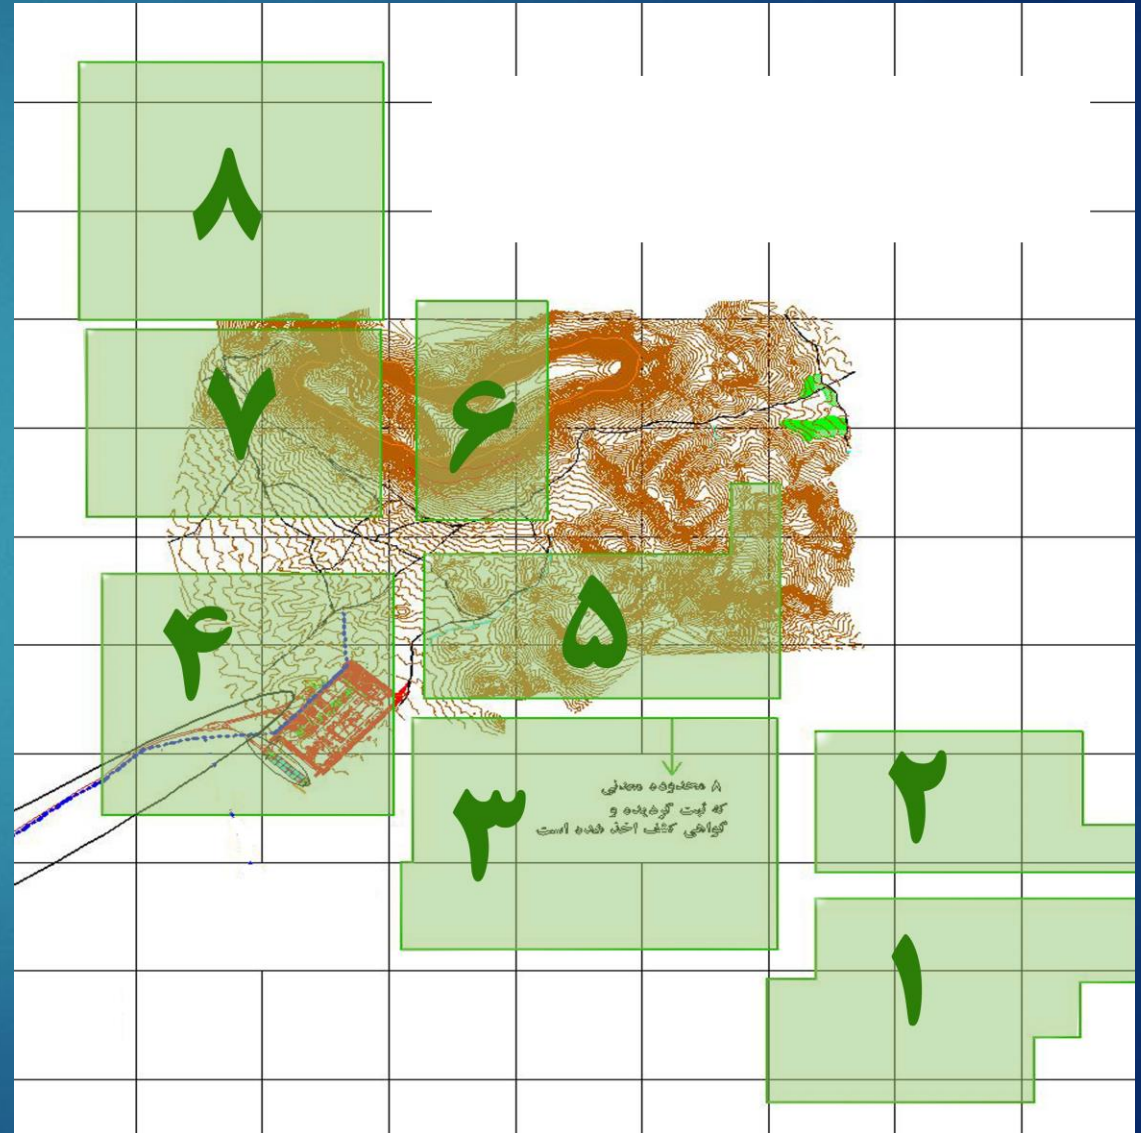 ۸
۷
۶
۵
۴
۳
۸ محدوده معدنی
که ثبت گردیده و
گواهی کشف اخذ شده است
۲
۱